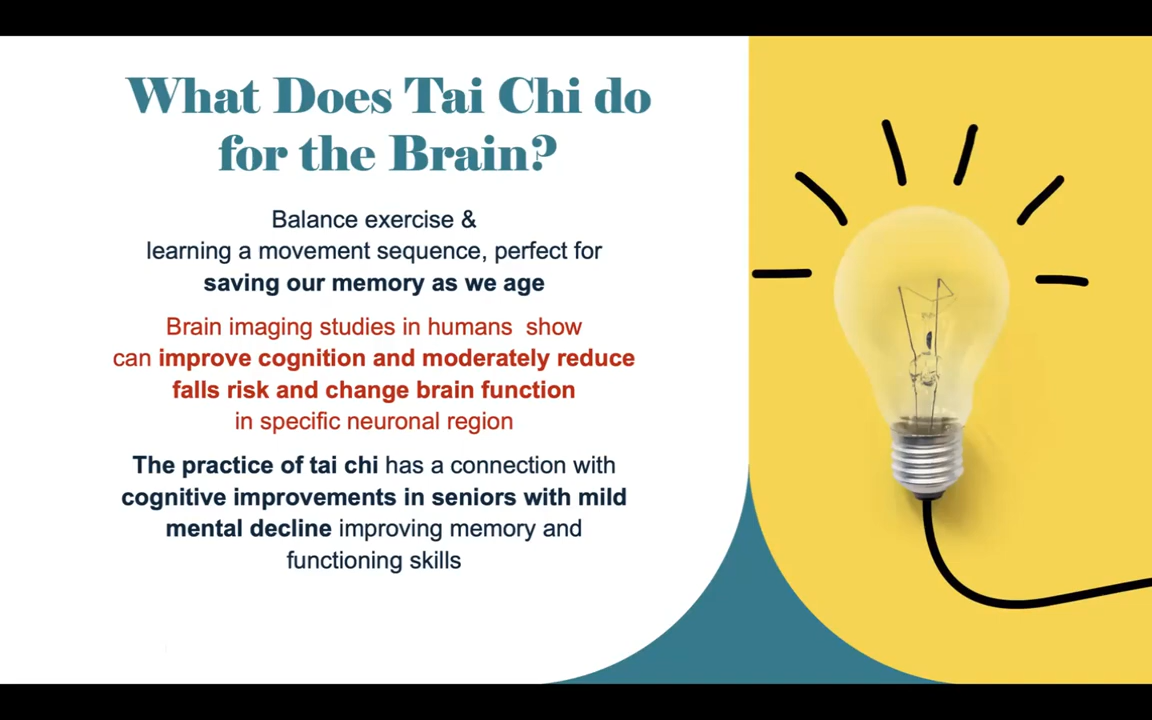 What Does Tai Chi do
for the Brain?
Balance exercise &
learning a movement sequence, perfect for
saving our memory as we age
Brain imaging studies in humans  show
can improve cognition and moderately reduce
falls risk and change brain function
in specific neuronal region
The practice of tai chi has a connection with
cognitive improvements in seniors with mild
mental decline improving memory and
functioning skills